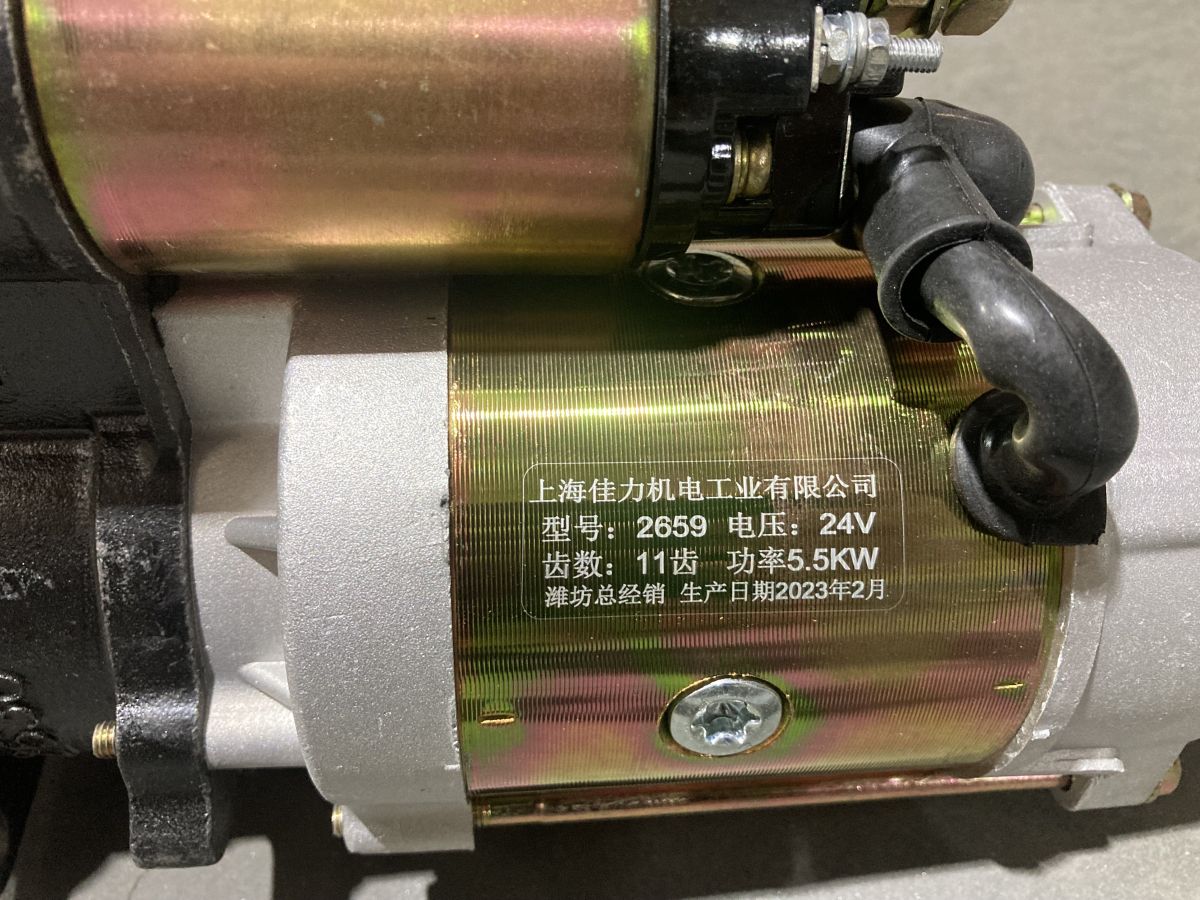 上海佳力机电工业有限公司
型号：2659 电压：24V
齿数：11齿 功率5.5KW
潍坊总经销 生产日期2023年2月